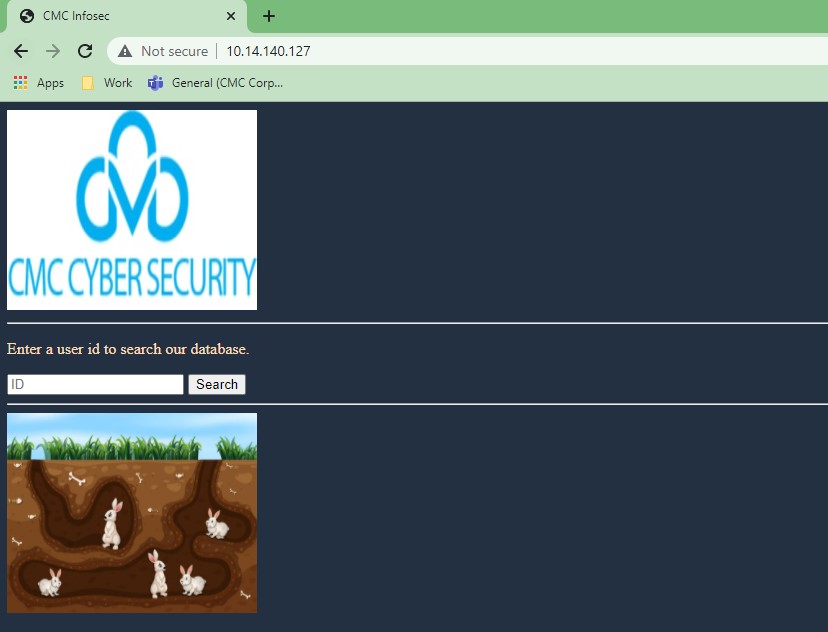 CMC Infosec
Not secure 10.14.140.127
Apps Work General (CMC Corp...
CMC CYBER SECURITY
Enter a user id to search our database.
ID Search